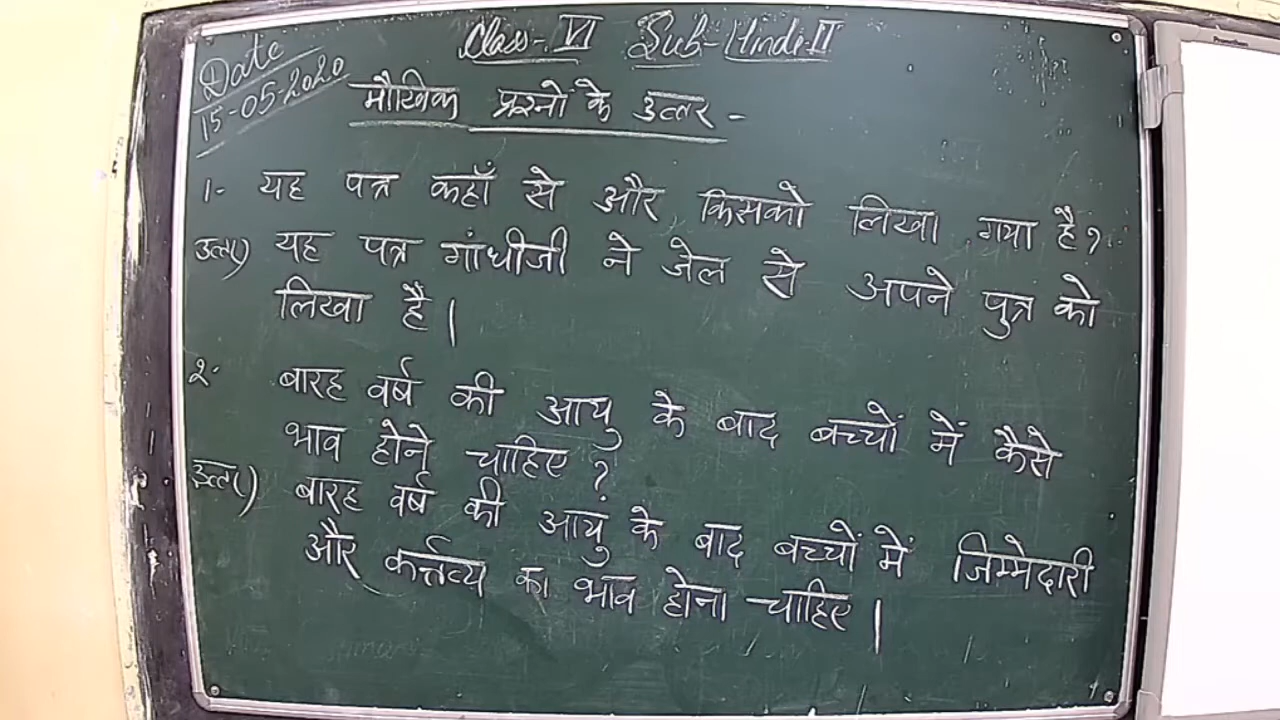 Class- VI Sub- Hindi-II
Date
15-05-2020
मौखिक प्रश्नों के उत्तर -
1- यह पत्र कहाँ से और किसको लिखा गया है?
उत्तर) यह पत्र गांधीजी ने जेल से अपने पुत्र को
लिखा है |
2- बारह वर्ष की आयु के बाद बच्चों में कैसे
भाव होने चाहिए ?
उत्तर) बारह वर्ष की आयु के बाद बच्चों में जिम्मेदारी
और कर्त्तव्य का भाव होना चाहिए |